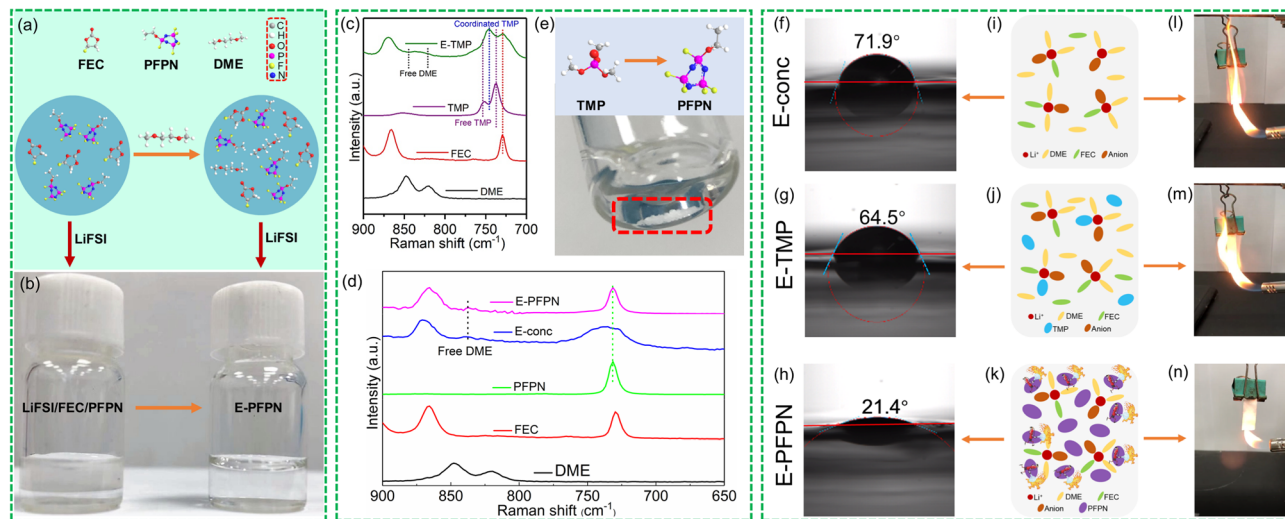 (a)
FEC
PFPN
DME
C
H
O
P
F
N
LiFSI
LiFSI
(b)
LiFSI/FEC/PFPN
E-PFPN
(c)
Coordinated TMP
E-TMP
Free DME
TMP
Free TMP
FEC
DME
Intensity (a.u.)
900 850 800 750 700
Raman shift (cm⁻¹)
(e)
TMP
PFPN
(d)
E-PFPN
E-conc
Free DME
PFPN
FEC
DME
Intensity (a.u.)
900 850 800 750 700 650
Raman shift (cm⁻¹)
E-conc
(f)
71.9°
(i)
Li⁺ DME FEC Anion
(l)
E-TMP
(g)
64.5°
(j)
Li⁺ DME FEC
TMP Anion
(m)
E-PFPN
(h)
21.4°
(k)
Li⁺ DME FEC
Anion PFPN
(n)